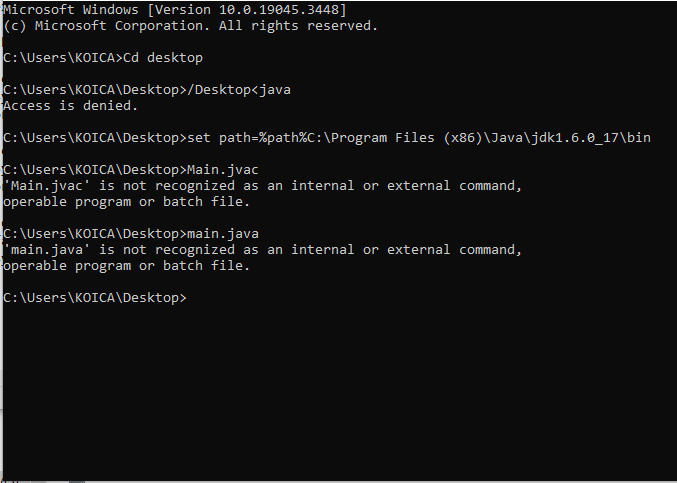 Microsoft Windows [Version 10.0.19045.3448]
(c) Microsoft Corporation. All rights reserved.
C:\Users\KOICA>Cd desktop
C:\Users\KOICA\Desktop>/Desktop<java
Access is denied.
C:\Users\KOICA\Desktop>set path=%path%C:\Program Files (x86)\Java\jdk1.6.0_17\bin
C:\Users\KOICA\Desktop>Main.jvac
'Main.jvac' is not recognized as an internal or external command,
operable program or batch file.
C:\Users\KOICA\Desktop>main.java
'main.java' is not recognized as an internal or external command,
operable program or batch file.
C:\Users\KOICA\Desktop>